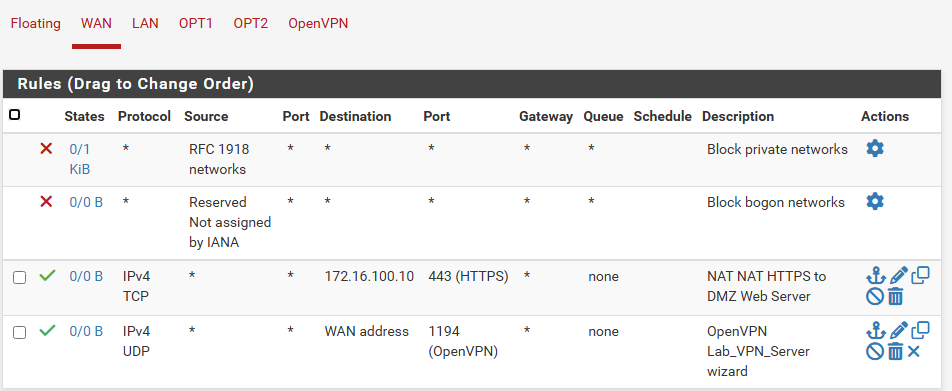 Floating WAN LAN OPT1 OPT2 OpenVPN
Rules (Drag to Change Order)
States Protocol Source Port Destination Port Gateway Queue Schedule Description Actions
0/1 * RFC 1918 * * * * * Block private networks
KiB networks
0/0 B * Reserved * * * * * Block bogon networks
Not assigned
by IANA
0/0 B IPv4 * * 172.16.100.10 443 (HTTPS) * none NAT NAT HTTPS to
TCP DMZ Web Server
0/0 B IPv4 * * WAN address 1194 * none OpenVPN
UDP (OpenVPN) Lab_VPN_Server
wizard